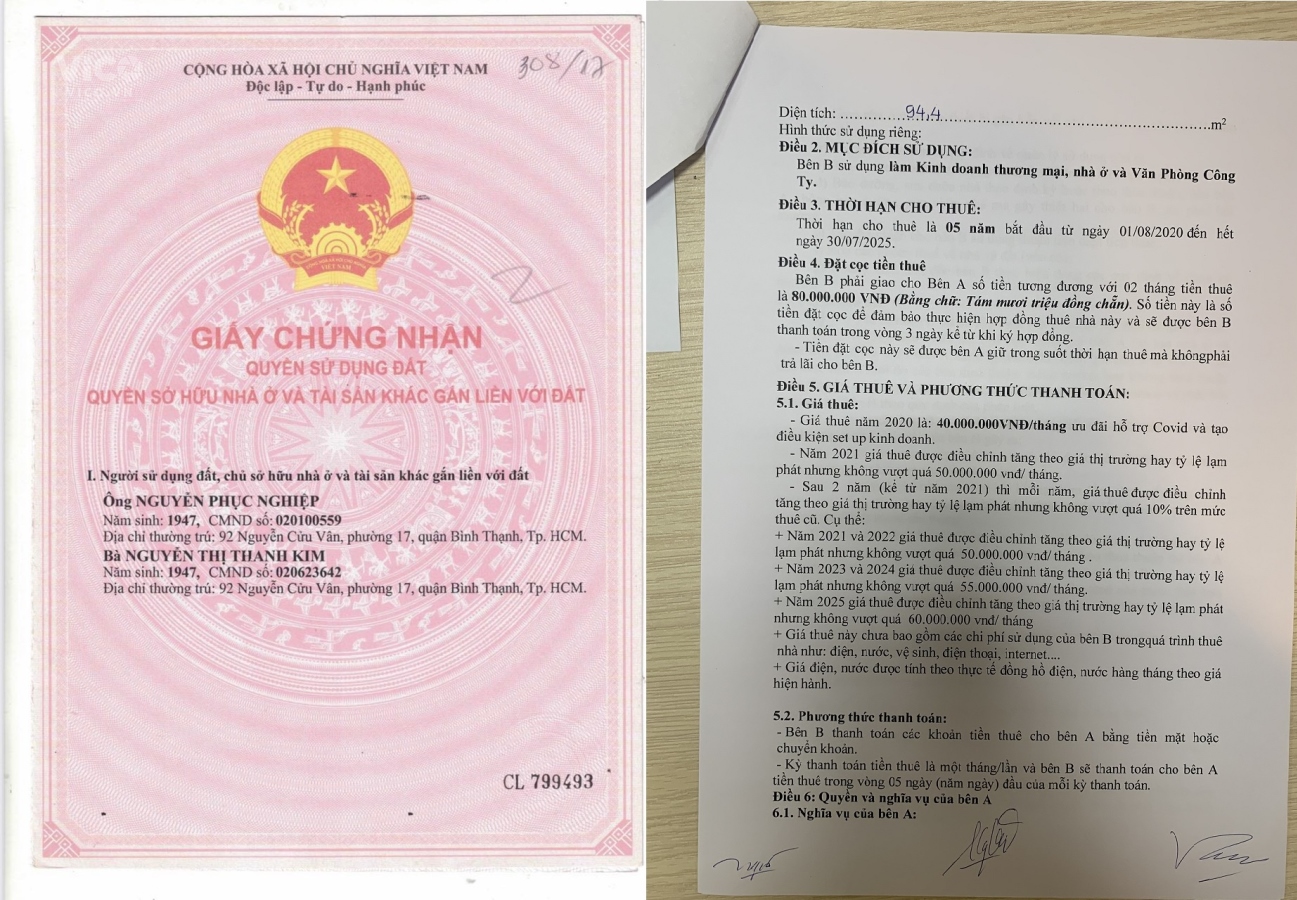 VICO
VICO.VN
CỘNG HÒA XÃ HỘI CHỦ NGHĨA VIỆT NAM
308/17
Độc lập - Tự do - Hạnh phúc
VIỆT NAM
GIẤY CHỨNG NHẬN
QUYỀN SỬ DỤNG ĐẤT
QUYỀN SỞ HỮU NHÀ Ở VÀ TÀI SẢN KHÁC GẮN LIỀN VỚI ĐẤT
I. Người sử dụng đất, chủ sở hữu nhà ở và tài sản khác gắn liền với đất
Ông NGUYỄN PHỤC NGHIỆP
Năm sinh: 1947, CMND số: 020100559
Địa chỉ thường trú: 92 Nguyễn Cửu Vân, phường 17, quận Bình Thạnh, Tp. HCM.
Bà NGUYỄN THỊ THANH KIM
Năm sinh: 1947, CMND số: 020623642
Địa chỉ thường trú: 92 Nguyễn Cửu Vân, phường 17, quận Bình Thạnh, Tp. HCM.
CL 799493
Diện tích: ..............94,4..............................................m2
Hình thức sử dụng riêng:
Điều 2. MỤC ĐÍCH SỬ DỤNG:
Bên B sử dụng làm Kinh doanh thương mại, nhà ở và Văn Phòng Công
Ty.
Điều 3. THỜI HẠN CHO THUÊ:
Thời hạn cho thuê là 05 năm bắt đầu từ ngày 01/08/2020 đến hết
ngày 30/07/2025.
Điều 4. Đặt cọc tiền thuê
Bên B phải giao cho Bên A số tiền tương đương với 02 tháng tiền thuê
là 80.000.000 VNĐ (Bằng chữ: Tám mươi triệu đồng chẵn). Số tiền này là số
tiền đặt cọc để đảm bảo thực hiện hợp đồng thuê nhà này và sẽ được bên B
thanh toán trong vòng 3 ngày kể từ khi ký hợp đồng.
- Tiền đặt cọc này sẽ được bên A giữ trong suốt thời hạn thuê mà khôngphải
trả lãi cho bên B.
Điều 5. GIÁ THUÊ VÀ PHƯƠNG THỨC THANH TOÁN:
5.1. Giá thuê:
- Giá thuê năm 2020 là: 40.000.000VNĐ/tháng ưu đãi hỗ trợ Covid và tạo
điều kiện set up kinh doanh.
- Năm 2021 giá thuê được điều chỉnh tăng theo giá thị trường hay tỷ lệ lạm
phát nhưng không vượt quá 50.000.000 vnđ/ tháng.
- Sau 2 năm (kể từ năm 2021) thì mỗi năm, giá thuê được điều chỉnh
tăng theo giá thị trường hay tỷ lệ lạm phát nhưng không vượt quá 10% trên mức
thuê cũ. Cụ thể:
+ Năm 2021 và 2022 giá thuê được điều chỉnh tăng theo giá thị trường hay tỷ lệ
lạm phát nhưng không vượt quá 50.000.000 vnđ/ tháng .
+ Năm 2023 và 2024 giá thuê được điều chỉnh tăng theo giá thị trường hay tỷ lệ
lạm phát nhưng không vượt quá 55.000.000 vnđ/ tháng.
+ Năm 2025 giá thuê được điều chỉnh tăng theo giá thị trường hay tỷ lệ lạm phát
nhưng không vượt quá 60.000.000 vnđ/ tháng
+ Giá thuê này chưa bao gồm các chi phí sử dụng của bên B trongquá trình thuê
nhà như: điện, nước, vệ sinh, điện thoại, internet....
+ Giá điện, nước được tính theo thực tế đồng hồ điện, nước hàng tháng theo giá
hiện hành.
5.2. Phương thức thanh toán:
- Bên B thanh toán các khoản tiền thuê cho bên A bằng tiền mặt hoặc
chuyển khoản.
- Kỳ thanh toán tiền thuê là một tháng/lần và bên B sẽ thanh toán cho bên A
tiền thuê trong vòng 05 ngày (năm ngày) đầu của mỗi kỳ thanh toán.
Điều 6: Quyền và nghĩa vụ của bên A
6.1. Nghĩa vụ của bên A: